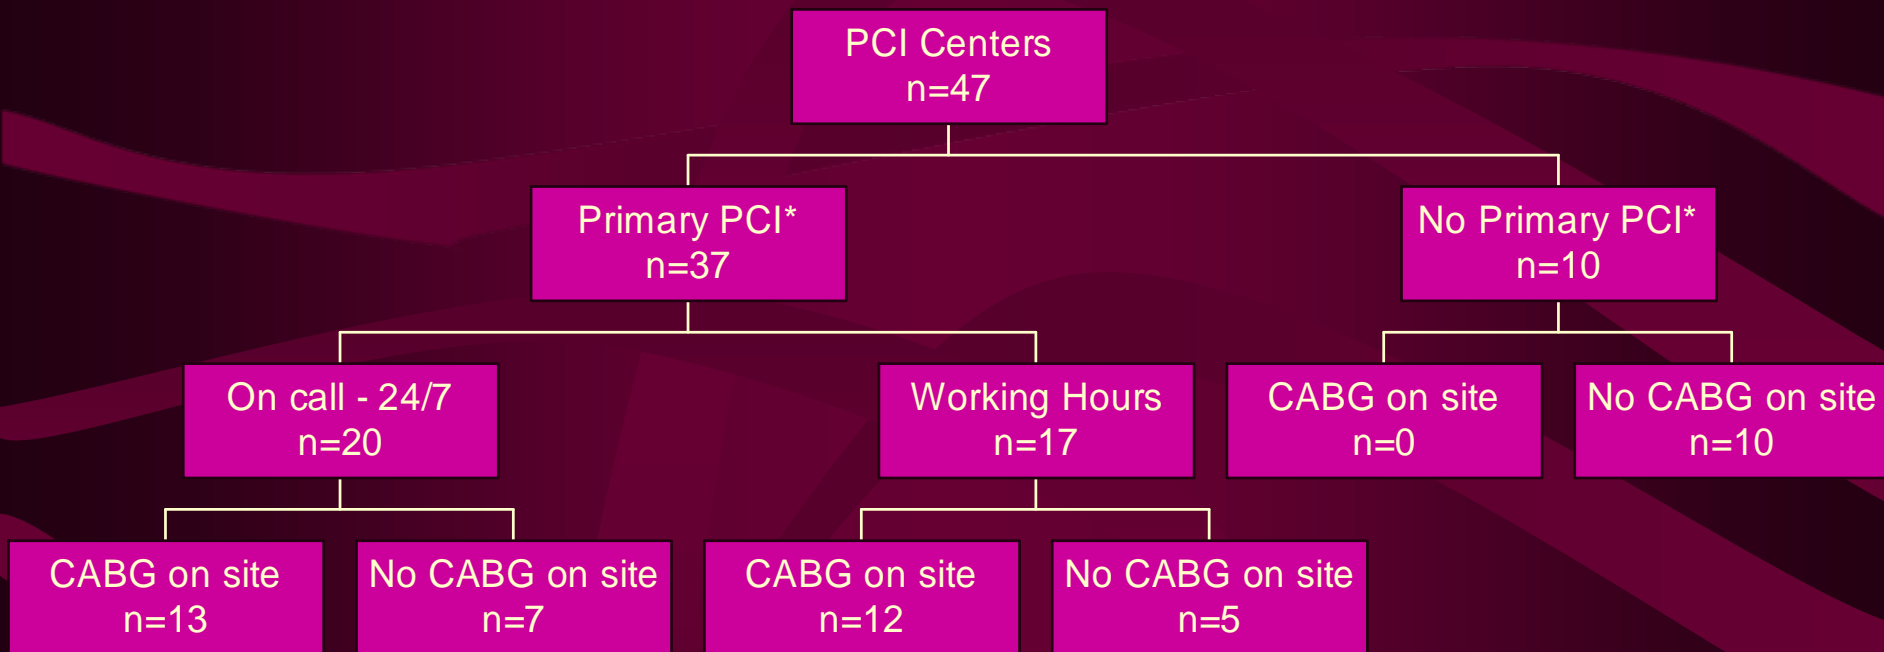 PCI Centers
n=47
Primary PCI*
n=37
No Primary PCI*
n=10
On call - 24/7
n=20
Working Hours
n=17
CABG on site
n=0
No CABG on site
n=10
CABG on site
n=13
No CABG on site
n=7
CABG on site
n=12
No CABG on site
n=5